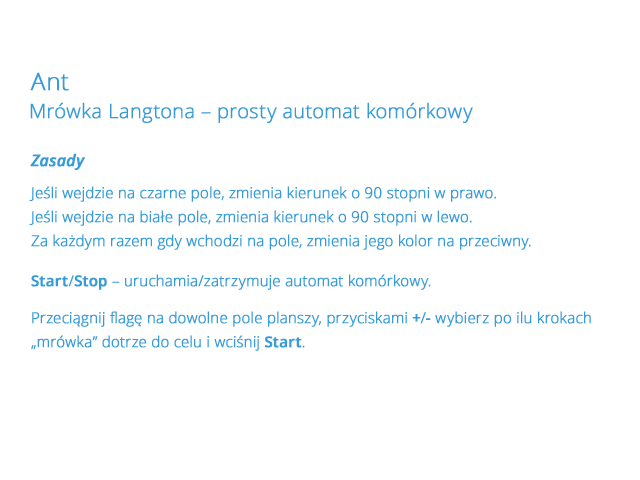 Ant
Mrówka Langtona – prosty automat komórkowy
Zasady
Jeśli wejdzie na czarne pole, zmienia kierunek o 90 stopni w prawo.
Jeśli wejdzie na białe pole, zmienia kierunek o 90 stopni w lewo.
Za każdym razem gdy wchodzi na pole, zmienia jego kolor na przeciwny.
Start/Stop – uruchamia/zatrzymuje automat komórkowy.
Przeciągnij flagę na dowolne pole planszy, przyciskami +/- wybierz po ilu krokach
„mrówka” dotrze do celu i wciśnij Start.